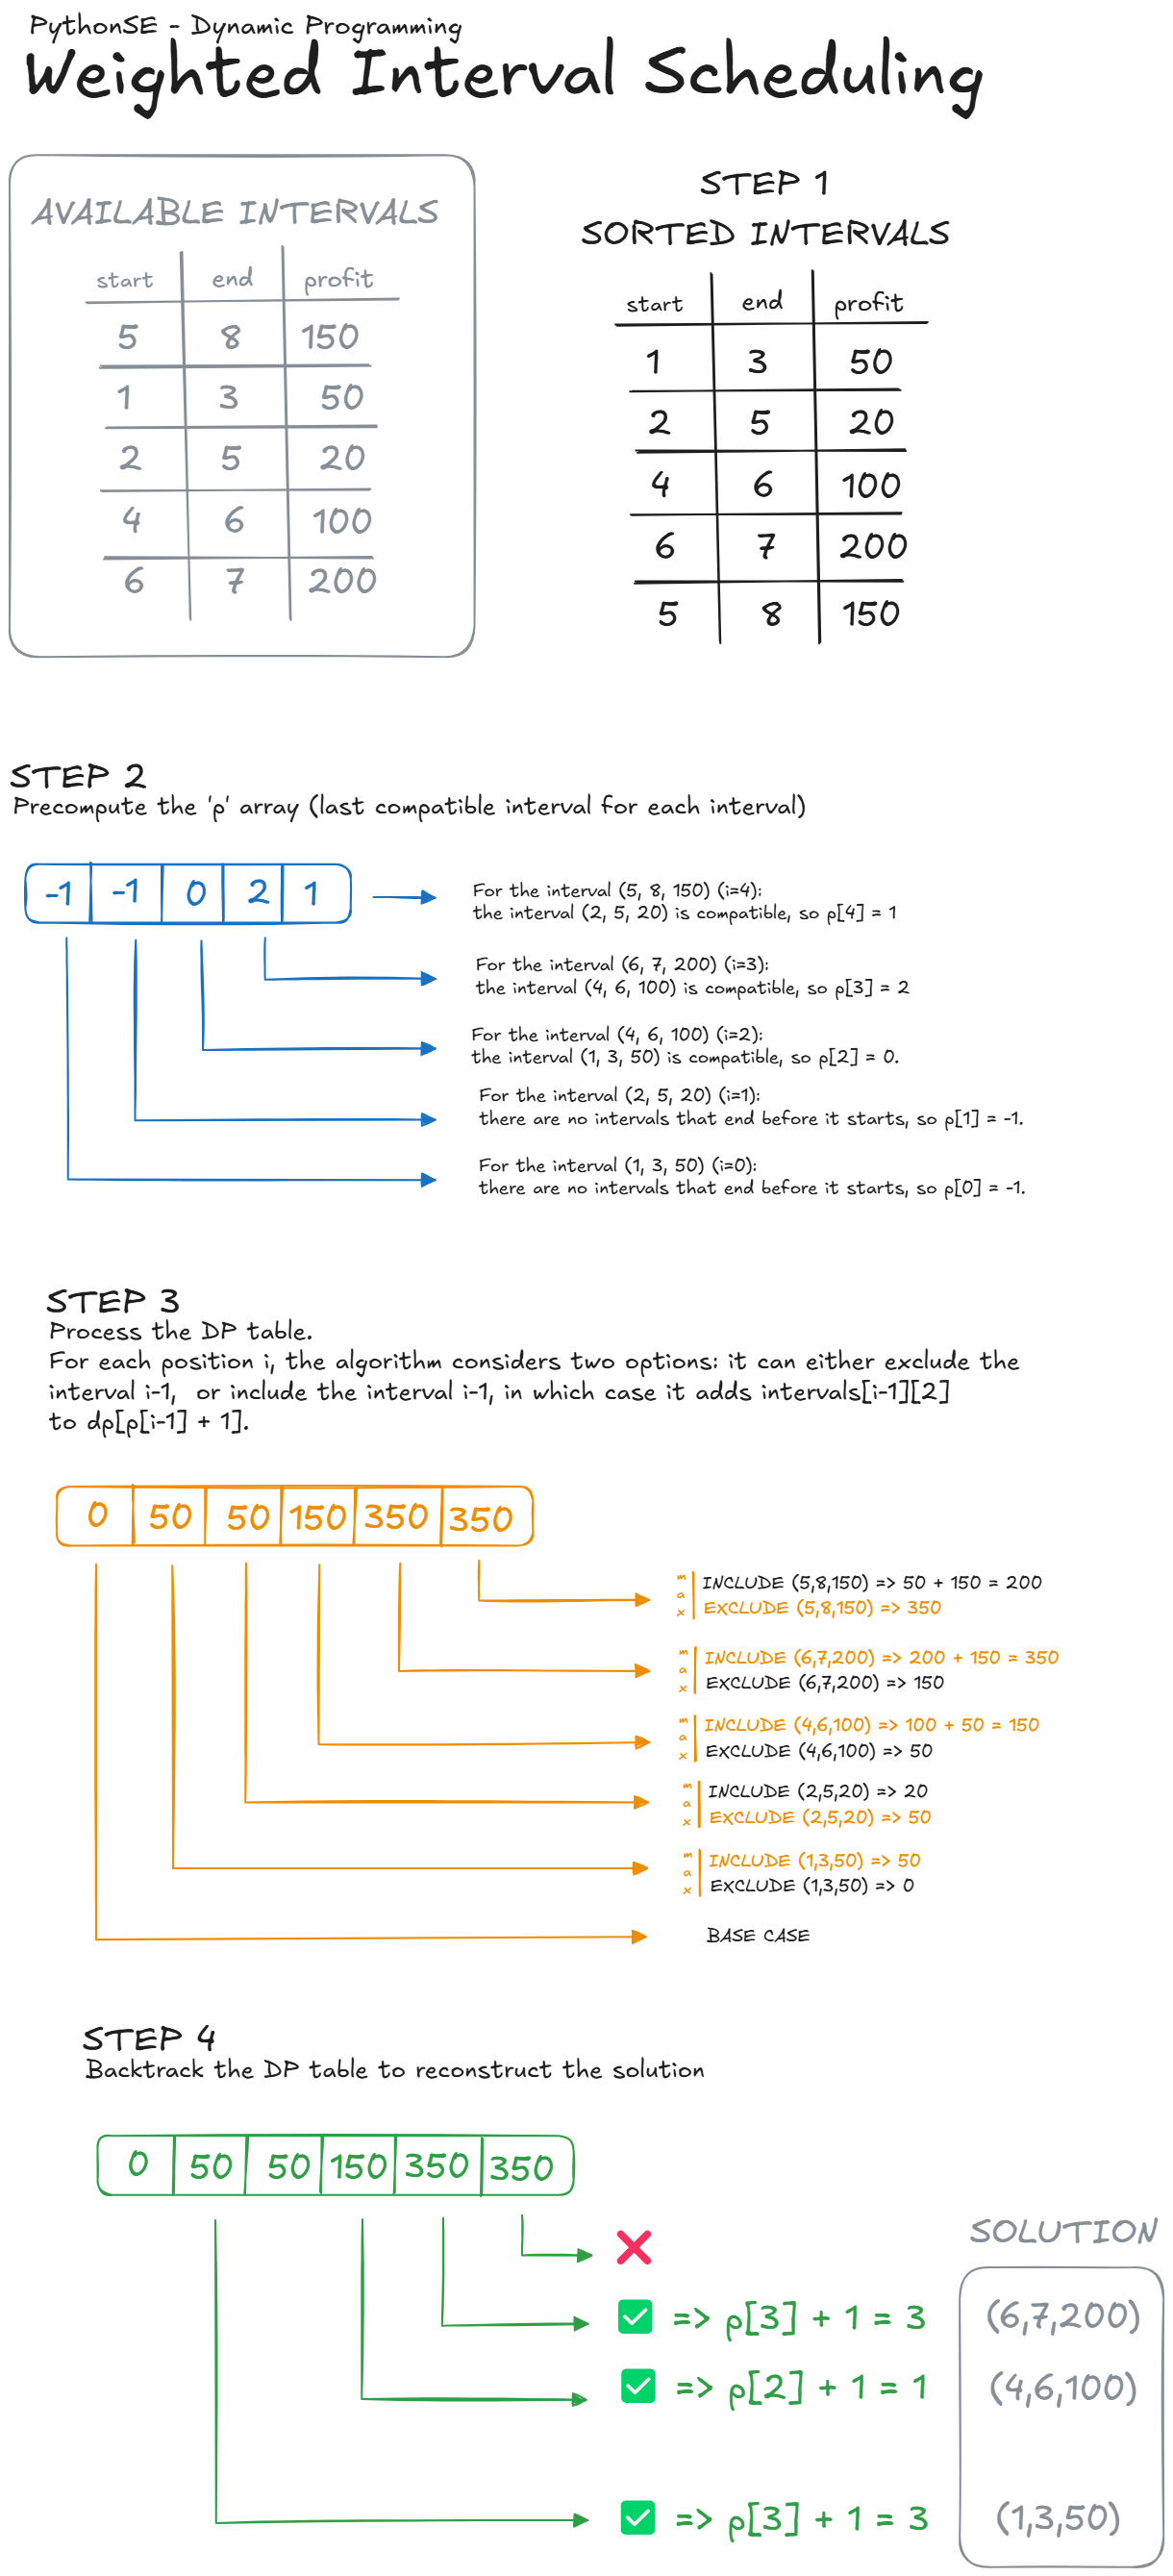 PythonSE - Dynamic Programming
Weighted Interval Scheduling
AVAILABLE INTERVALS
start end profit
5 8 150
1 3 50
2 5 20
4 6 100
6 7 200
STEP 1
SORTED INTERVALS
start end profit
1 3 50
2 5 20
4 6 100
6 7 200
5 8 150
STEP 2
Precompute the 'p' array (last compatible interval for each interval)
-1 -1 0 2 1
For the interval (5, 8, 150) (i=4):
the interval (2, 5, 20) is compatible, so p[4] = 1
For the interval (6, 7, 200) (i=3):
the interval (4, 6, 100) is compatible, so p[3] = 2
For the interval (4, 6, 100) (i=2):
the interval (1, 3, 50) is compatible, so p[2] = 0.
For the interval (2, 5, 20) (i=1):
there are no intervals that end before it starts, so p[1] = -1.
For the interval (1, 3, 50) (i=0):
there are no intervals that end before it starts, so p[0] = -1.
STEP 3
Process the DP table.
For each position i, the algorithm considers two options: it can either exclude the
interval i-1, or include the interval i-1, in which case it adds intervals[i-1][2]
to dp[p[i-1] + 1].
0 50 50 150 350 350
max
INCLUDE (5,8,150) => 50 + 150 = 200
EXCLUDE (5,8,150) => 350
max
INCLUDE (6,7,200) => 200 + 150 = 350
EXCLUDE (6,7,200) => 150
max
INCLUDE (4,6,100) => 100 + 50 = 150
EXCLUDE (4,6,100) => 50
max
INCLUDE (2,5,20) => 20
EXCLUDE (2,5,20) => 50
max
INCLUDE (1,3,50) => 50
EXCLUDE (1,3,50) => 0
BASE CASE
STEP 4
Backtrack the DP table to reconstruct the solution
0 50 50 150 350 350
SOLUTION
=> p[3] + 1 = 3 (6,7,200)
=> p[2] + 1 = 1 (4,6,100)
=> p[3] + 1 = 3 (1,3,50)